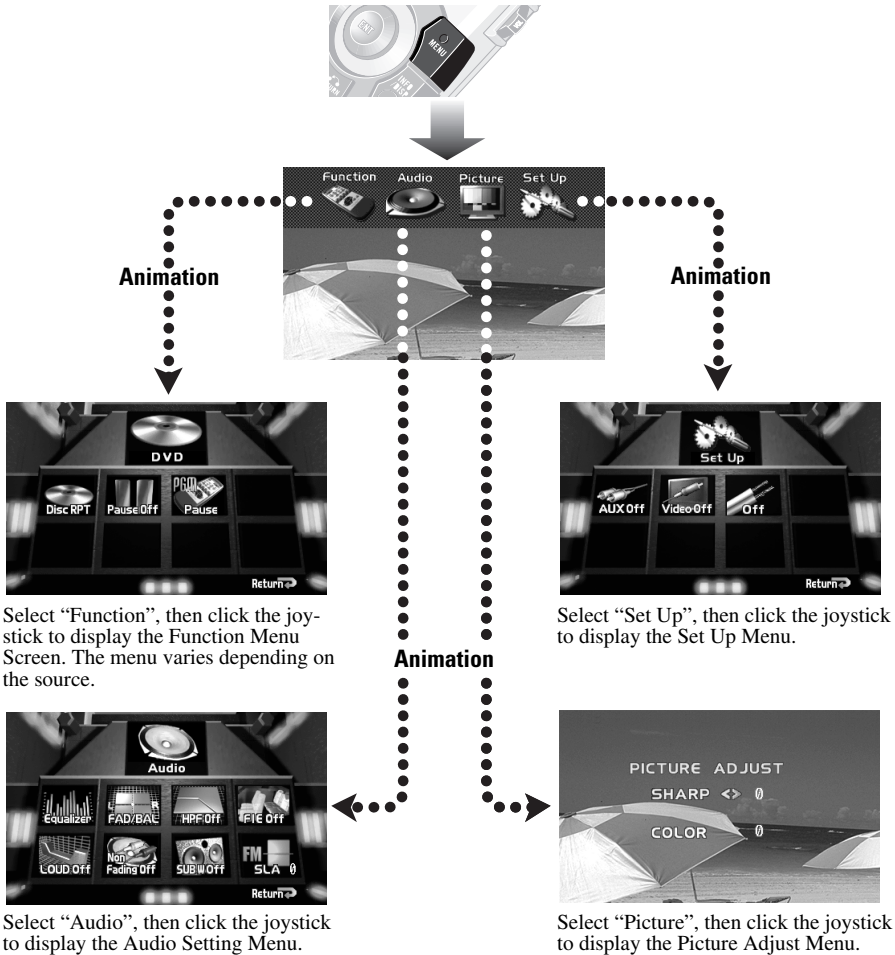 ENT
MENU
VOL
INFO
DISP
Function Audio Picture Set Up
Animation
Animation
DVD
Disc RPT Pause Off PGM Pause
Return
Select “Function”, then click the joy-
stick to display the Function Menu
Screen. The menu varies depending on
the source.
Set Up
AUX Off Video Off Off
Return
Select “Set Up”, then click the joystick
to display the Set Up Menu.
Animation
Audio
Equalizer L R FAD/BAL HPF Off FIE Off
LOUD Off Non Fading Off SUB W Off FM SLA 0
Return
Select “Audio”, then click the joystick
to display the Audio Setting Menu.
PICTURE ADJUST
SHARP <> 0
COLOR 0
Select “Picture”, then click the joystick
to display the Picture Adjust Menu.